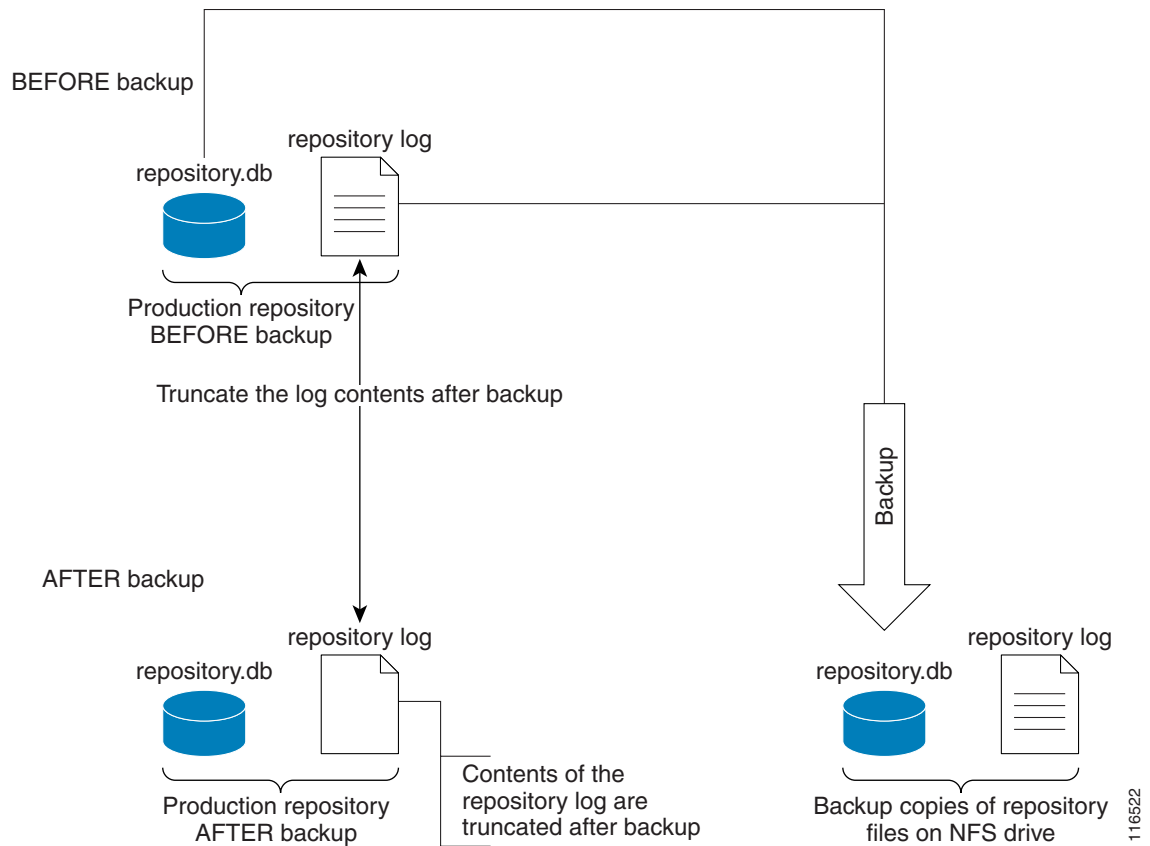 BEFORE backup
repository log
repository.db
Production repository
BEFORE backup
Truncate the log contents after backup
Backup
AFTER backup
repository log
repository.db
Production repository
AFTER backup
Contents of the
repository log are
truncated after backup
repository log
repository.db
Backup copies of repository
files on NFS drive
116522